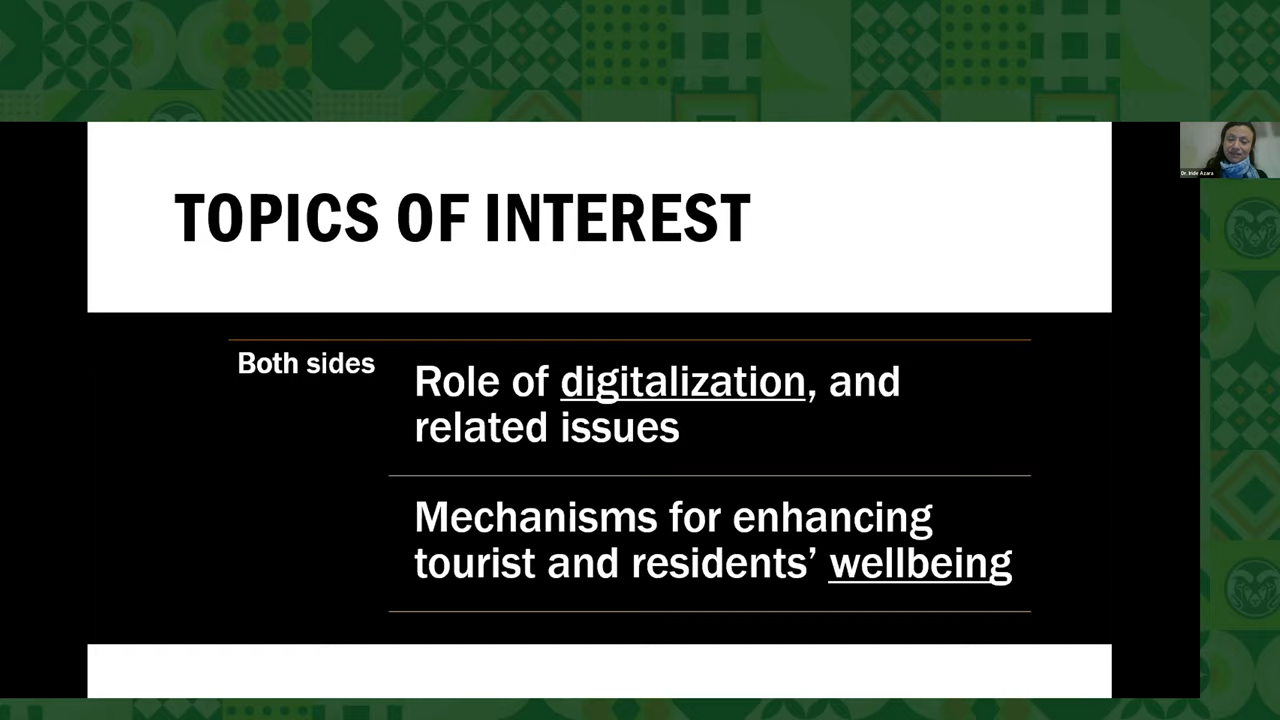 TOPICS OF INTEREST
Both sides
Role of digitalization, and
related issues
Mechanisms for enhancing
tourist and residents’ wellbeing
Dr. Iride Azara